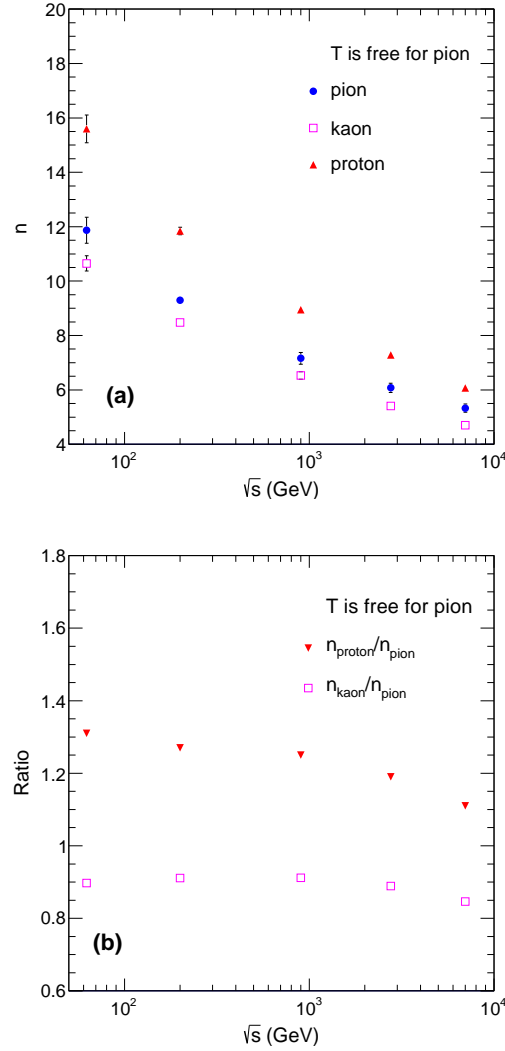 20
18
16
14
12
10
8
6
4
n
T is free for pion
pion
kaon
proton
(a)
10²
10³
10⁴
√s (GeV)
1.8
1.6
1.4
1.2
1
0.8
0.6
Ratio
T is free for pion
n_proton/n_pion
n_kaon/n_pion
(b)
10²
10³
10⁴
√s (GeV)